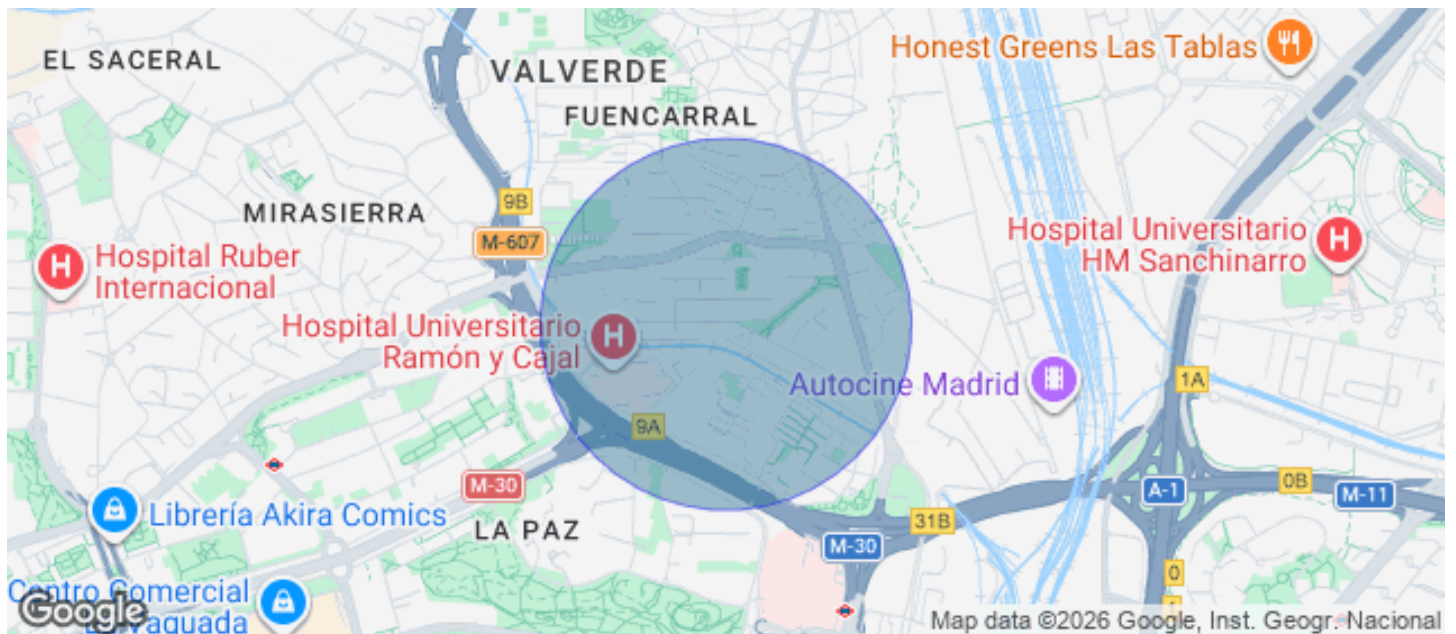 EL SACERAL
VALVERDE
Honest Greens Las Tablas
FUENCARRAL
MIRASIERRA
9B
M-607
Hospital Ruber
Internacional
Hospital Universitario
HM Sanchinarro
Hospital Universitario
Ramón y Cajal
Autocine Madrid
1A
9A
M-30
A-1
0B
M-11
Librería Akira Comics
LA PAZ
31B
M-30
0
Centro Comercial
Google
Map data ©2026 Google, Inst. Geogr. Nacional